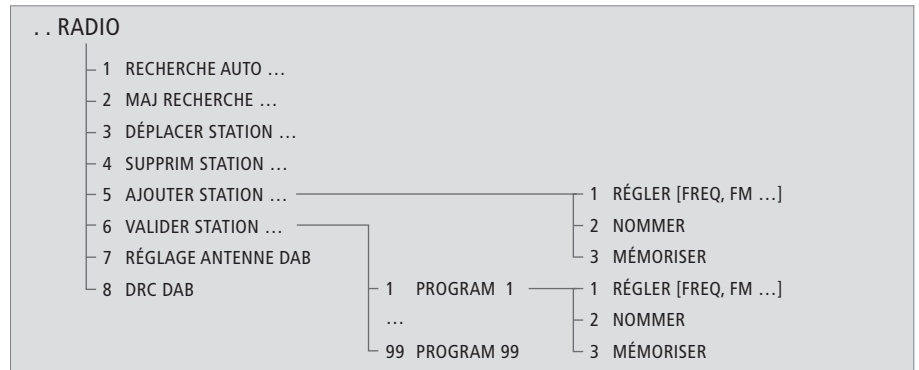 . . RADIO
1 RECHERCHE AUTO …
2 MAJ RECHERCHE …
3 DÉPLACER STATION …
4 SUPPRIM STATION …
5 AJOUTER STATION …
1 RÉGLER [FREQ, FM …]
2 NOMMER
3 MÉMORISER
6 VALIDER STATION …
1 PROGRAM 1
1 RÉGLER [FREQ, FM …]
2 NOMMER
3 MÉMORISER
…
99 PROGRAM 99
7 RÉGLAGE ANTENNE DAB
8 DRC DAB